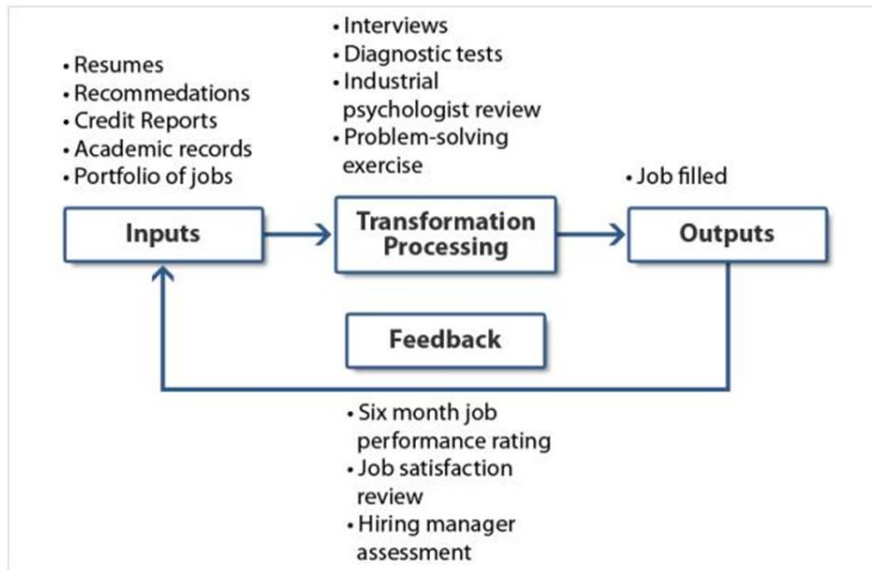 • Resumes
• Recommedations
• Credit Reports
• Academic records
• Portfolio of jobs
Inputs
• Interviews
• Diagnostic tests
• Industrial
psychologist review
• Problem-solving
exercise
Transformation
Processing
• Job filled
Outputs
Feedback
• Six month job
performance rating
• Job satisfaction
review
• Hiring manager
assessment